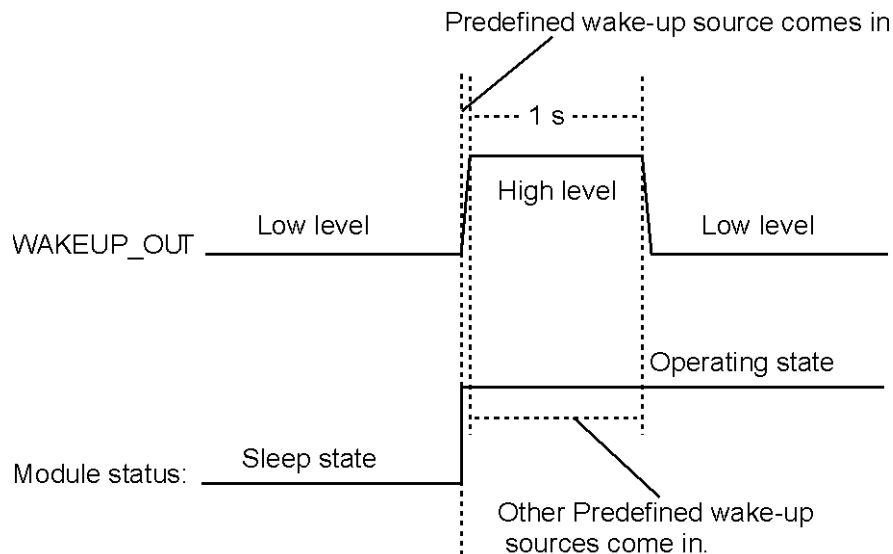 Predefined wake-up source comes in
1 s
High level
Low level
Low level
WAKEUP_OUT
Operating state
Sleep state
Module status:
Other Predefined wake-up
sources come in.